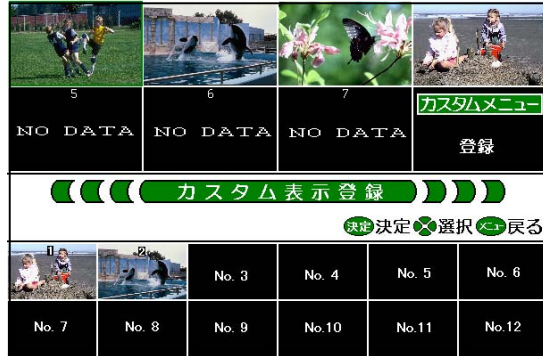 5 6 7
NO DATA NO DATA NO DATA
カスタムメニュー
登録
カスタム表示登録
決定 決定 選択 メニュー 戻る
1 2 No. 3 No. 4 No. 5 No. 6
No. 7 No. 8 No. 9 No.10 No.11 No.12